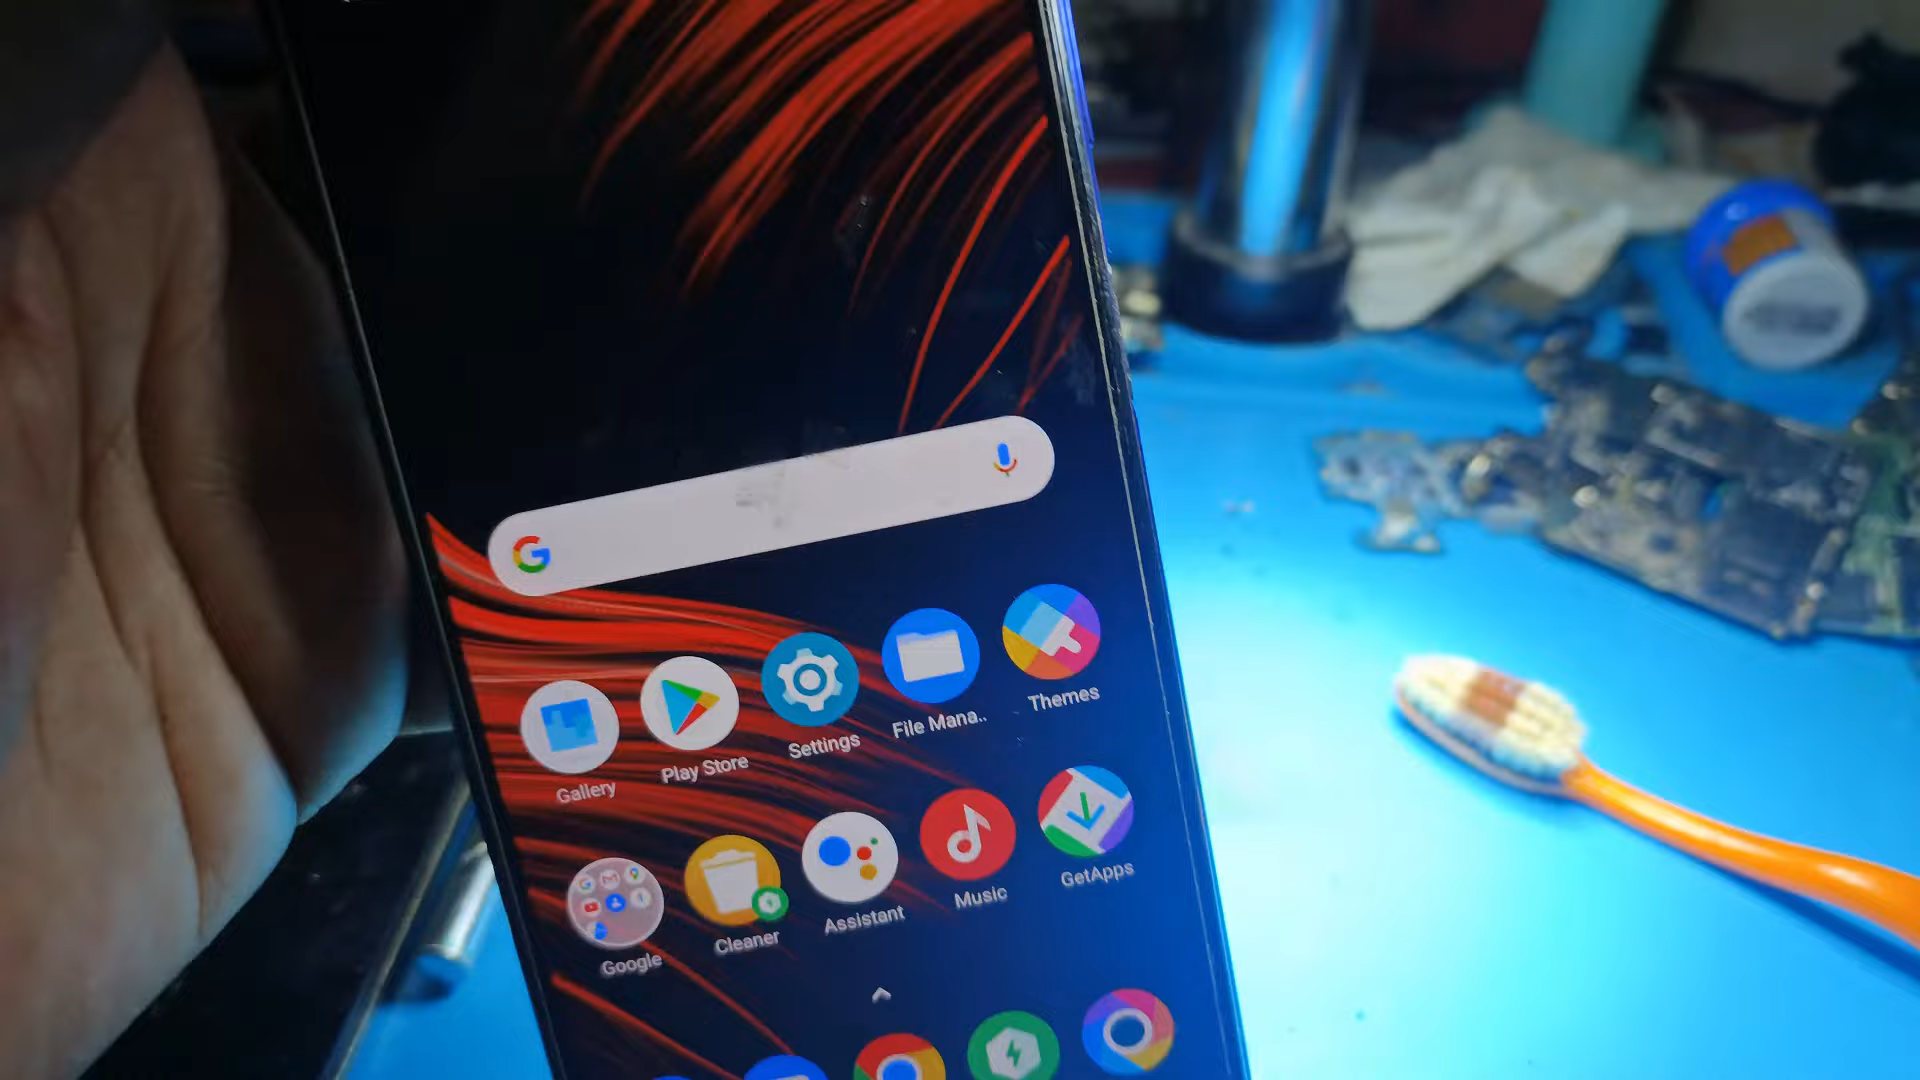 Gallery
Play Store
Settings
File Mana..
Themes
Google
Cleaner
Assistant
Music
GetApps